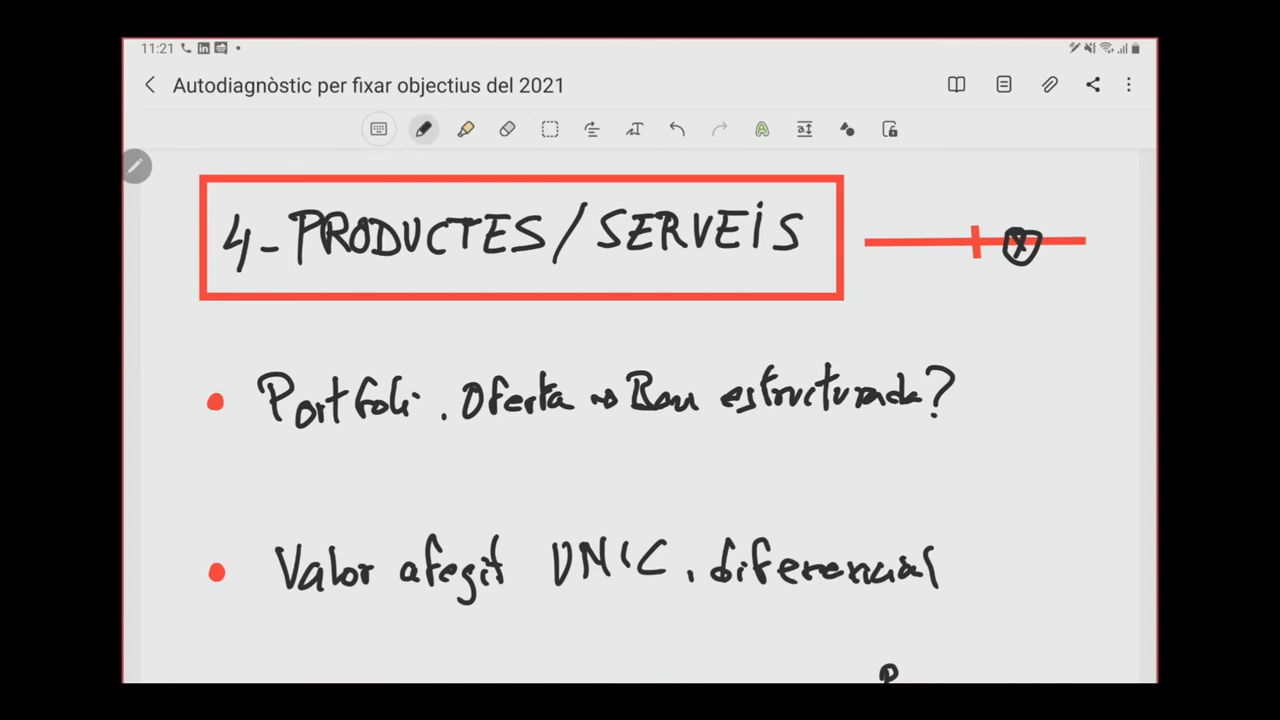 11:21
Autodiagnòstic per fixar objectius del 2021
4-PRODUCTES/SERVEIS
Portfoli. Oferta → Ben estructurada?
Valor afegit UNIC. diferencial